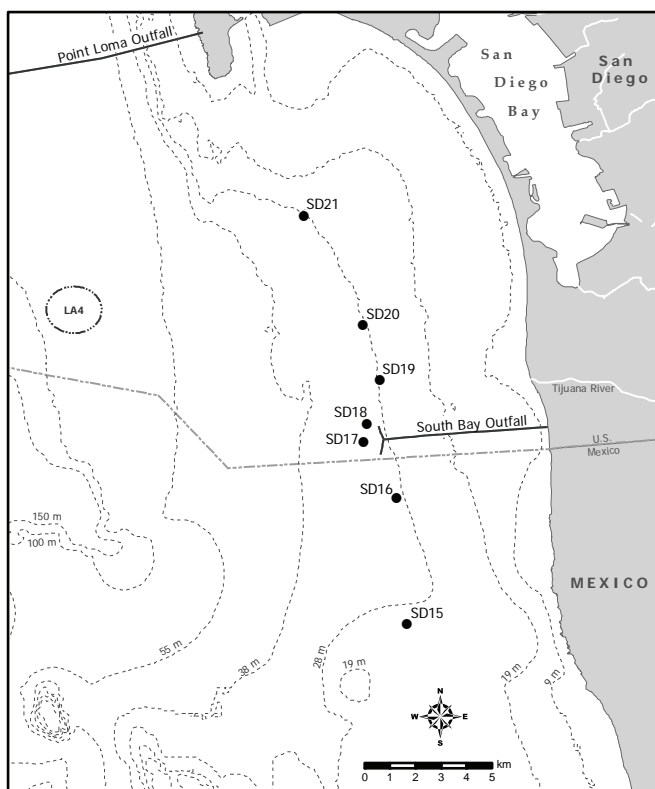 Point Loma Outfall
San
Diego
Bay
San
Diego
SD21
LA4
SD20
SD19
Tijuana River
SD18
South Bay Outfall
SD17
U.S.
Mexico
SD16
150 m
100 m
MEXICO
SD15
55 m
38 m
28 m
19 m
19 m
9 m
N
W
E
S
km
0 1 2 3 4 5